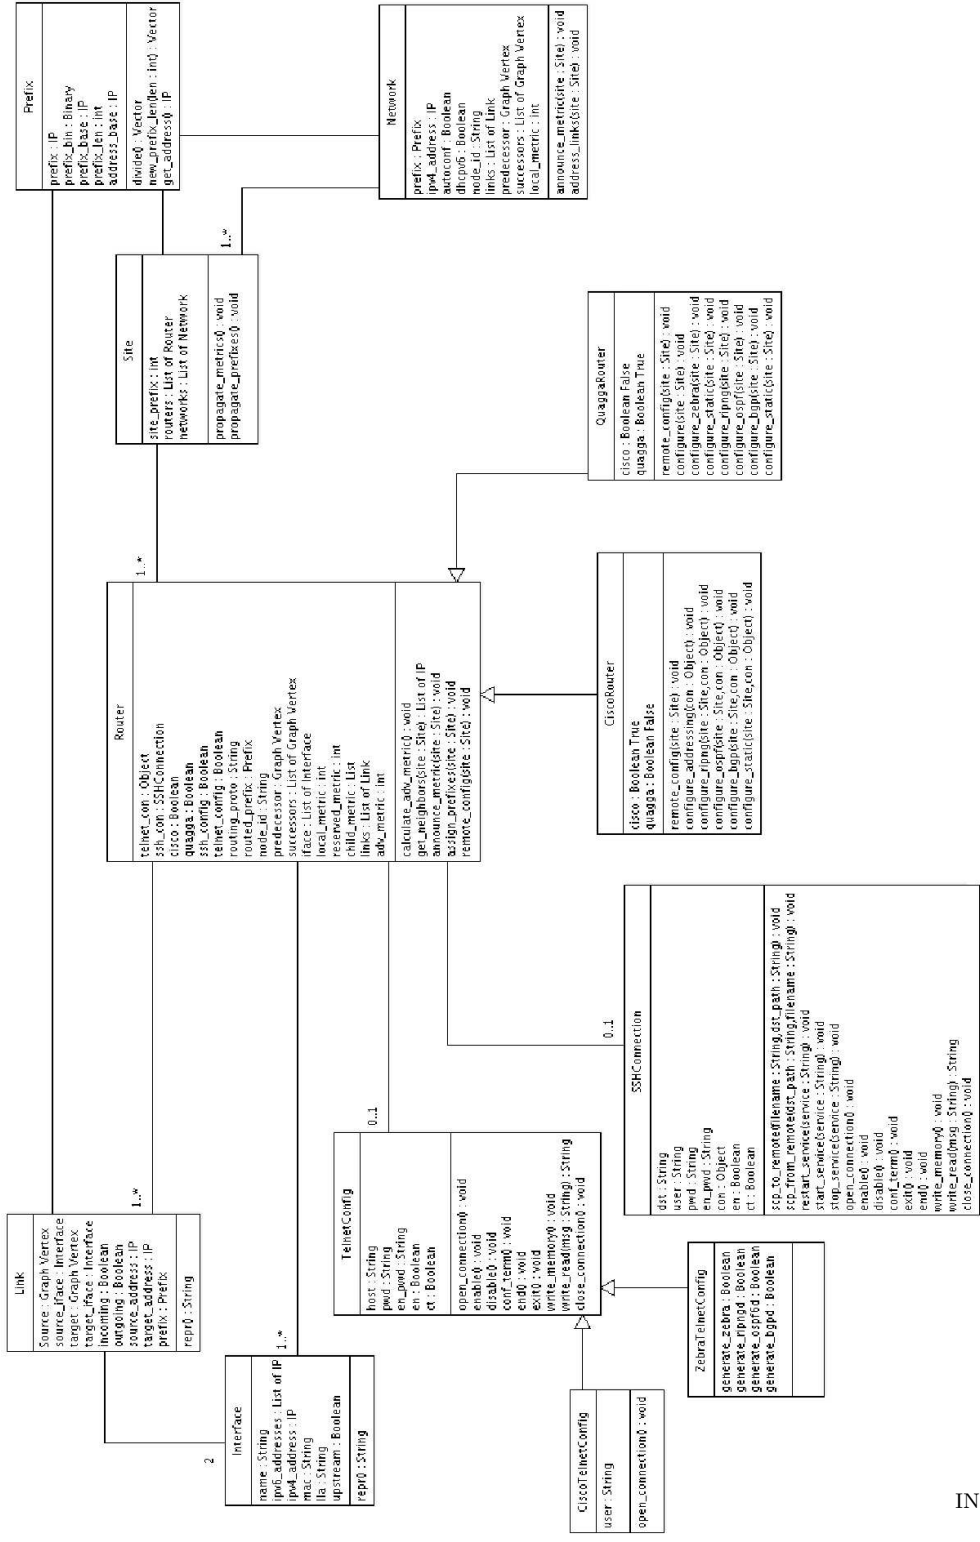 Link
Source : Graph Vertex
source_iface : Interface
target : Graph Vertex
target_iface : Interface
incoming : Boolean
outgoing : Boolean
source_address : IP
target_address : IP
prefix : Prefix
repr() : String
Prefix
prefix : IP
prefix_bin : Binary
prefix_base : IP
prefix_len : int
address_base : IP
divide() : Vector
new_prefix_len(len : int) : Vector
get_address() : IP
2
1..*
Interface
name : String
ipv6_addresses : List of IP
ipv4_address : IP
mac : String
lla : String
upstream : Boolean
repr() : String
1..*
Router
telnet_con : Object
ssh_con : SSHConnection
cisco : Boolean
quagga : Boolean
ssh_config : Boolean
telnet_config : Boolean
routing_proto : String
routed_prefix : Prefix
node_id : String
predecessor : Graph Vertex
successors : List of Graph Vertex
iface : List of Interface
local_metric : int
reserved_metric : int
child_metric : List
links : List of Link
adv_metric : int
calculate_adv_metric() : void
get_neighbors(site : Site) : List of IP
announce_metric(site : Site) : void
assign_prefixes(site : Site) : void
remote_config(site : Site) : void
1..*
Site
site_prefix : int
routers : List of Router
networks : List of Network
propagate_metrics() : void
propagate_prefixes() : void
1..*
Network
prefix : Prefix
ipv4_address : IP
autoconf : Boolean
dhcpv6 : Boolean
node_id : String
links : List of Link
predecessor : Graph Vertex
successors : List of Graph Vertex
local_metric : int
announce_metric(site : Site) : void
address_links(site : Site) : void
0..1
TelnetConfig
host : String
pwd : String
en_pwd : String
en : Boolean
ct : Boolean
open_connection() : void
enable() : void
disable() : void
conf_term() : void
end() : void
exit() : void
write_memory() : void
write_read(msg : String) : String
close_connection() : void
0..1
CiscoTelnetConfig
user : String
open_connection() : void
ZebraTelnetConfig
generate_zebra : Boolean
generate_ripngd : Boolean
generate_ospf6d : Boolean
generate_bgpd : Boolean
SSHConnection
dst : String
user : String
pwd : String
en_pwd : String
con : Object
en : Boolean
ct : Boolean
scp_to_remote(filename : String,dst_path : String) : void
scp_from_remote(dst_path : String,filename : String) : void
restart_service(service : String) : void
start_service(service : String) : void
stop_service(service : String) : void
open_connection() : void
enable() : void
disable() : void
conf_term() : void
exit() : void
end() : void
write_memory() : void
write_read(msg : String) : String
close_connection() : void
CiscoRouter
cisco : Boolean True
quagga : Boolean False
remote_config(site : Site) : void
configure_addressing(con : Object) : void
configure_ripng(site : Site,con : Object) : void
configure_ospf(site : Site,con : Object) : void
configure_bgp(site : Site,con : Object) : void
configure_static(site : Site,con : Object) : void
QuaggaRouter
cisco : Boolean False
quagga : Boolean True
remote_config(site : Site) : void
configure(site : Site) : void
configure_zebra(site : Site) : void
configure_static(site : Site) : void
configure_ripng(site : Site) : void
configure_ospf(site : Site) : void
configure_bgp(site : Site) : void
configure_static(site : Site) : void
IN